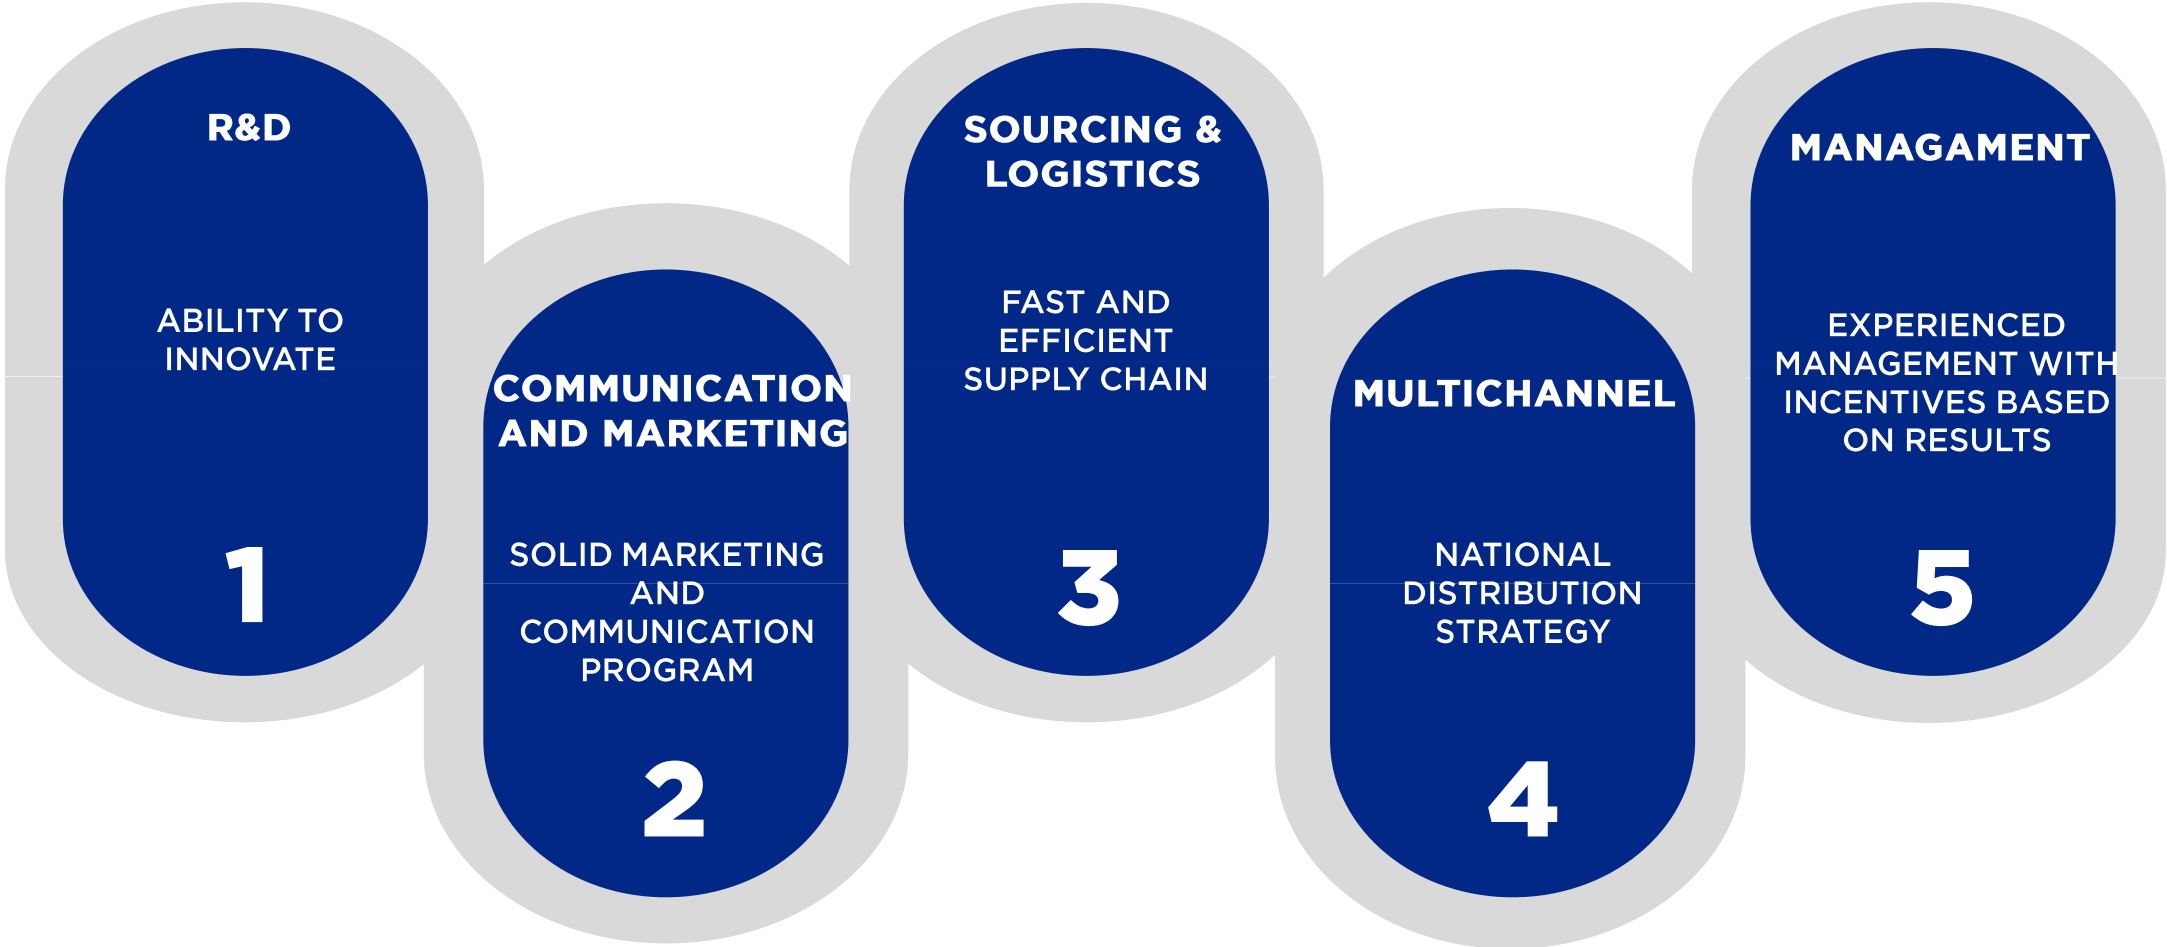 R&D
ABILITY TO
INNOVATE
1
COMMUNICATION
AND MARKETING
SOLID MARKETING
AND
COMMUNICATION
PROGRAM
2
SOURCING &
LOGISTICS
FAST AND
EFFICIENT
SUPPLY CHAIN
3
MULTICHANNEL
NATIONAL
DISTRIBUTION
STRATEGY
4
MANAGAMENT
EXPERIENCED
MANAGEMENT WITH
INCENTIVES BASED
ON RESULTS
5